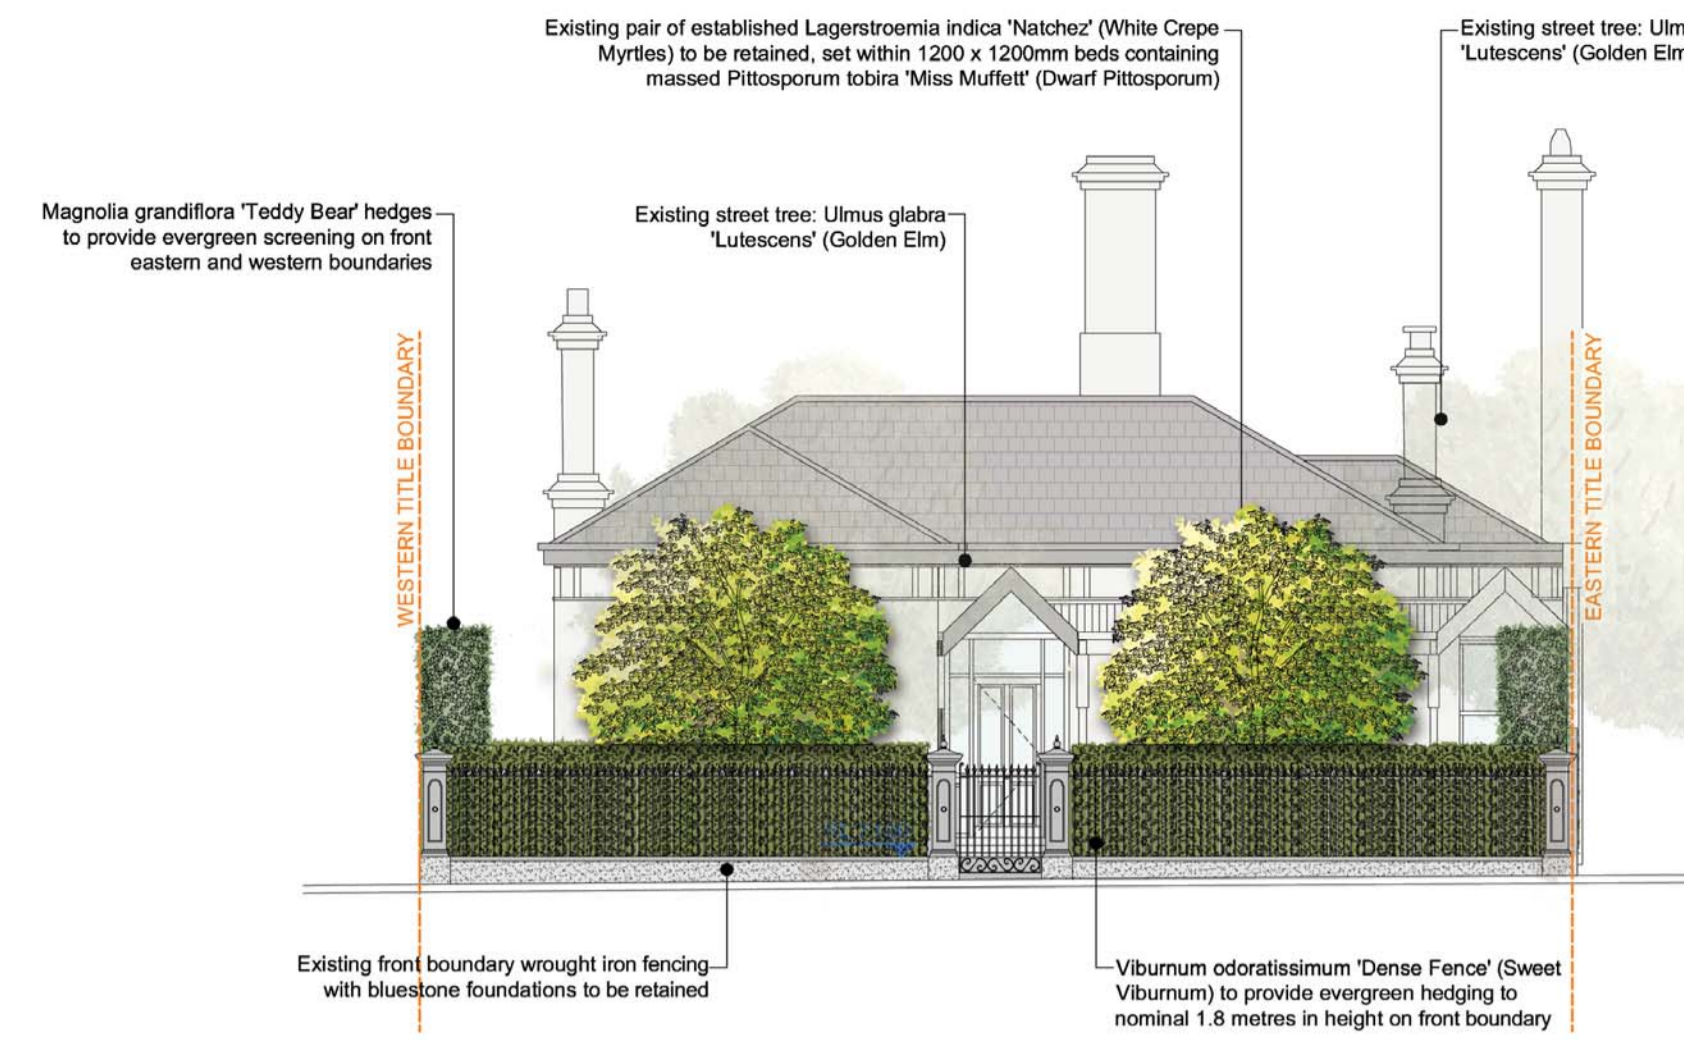 Existing pair of established Lagerstroemia indica 'Natchez' (White Crepe
Myrtles) to be retained, set within 1200 x 1200mm beds containing
massed Pittosporum tobira 'Miss Muffett' (Dwarf Pittosporum)
Existing street tree: Ulm
'Lutescens' (Golden Elm
Magnolia grandiflora 'Teddy Bear' hedges
to provide evergreen screening on front
eastern and western boundaries
Existing street tree: Ulmus glabra
'Lutescens' (Golden Elm)
WESTERN TITLE BOUNDARY
EASTERN TITLE BOUNDARY
Existing front boundary wrought iron fencing
with bluestone foundations to be retained
Viburnum odoratissimum 'Dense Fence' (Sweet
Viburnum) to provide evergreen hedging to
nominal 1.8 metres in height on front boundary